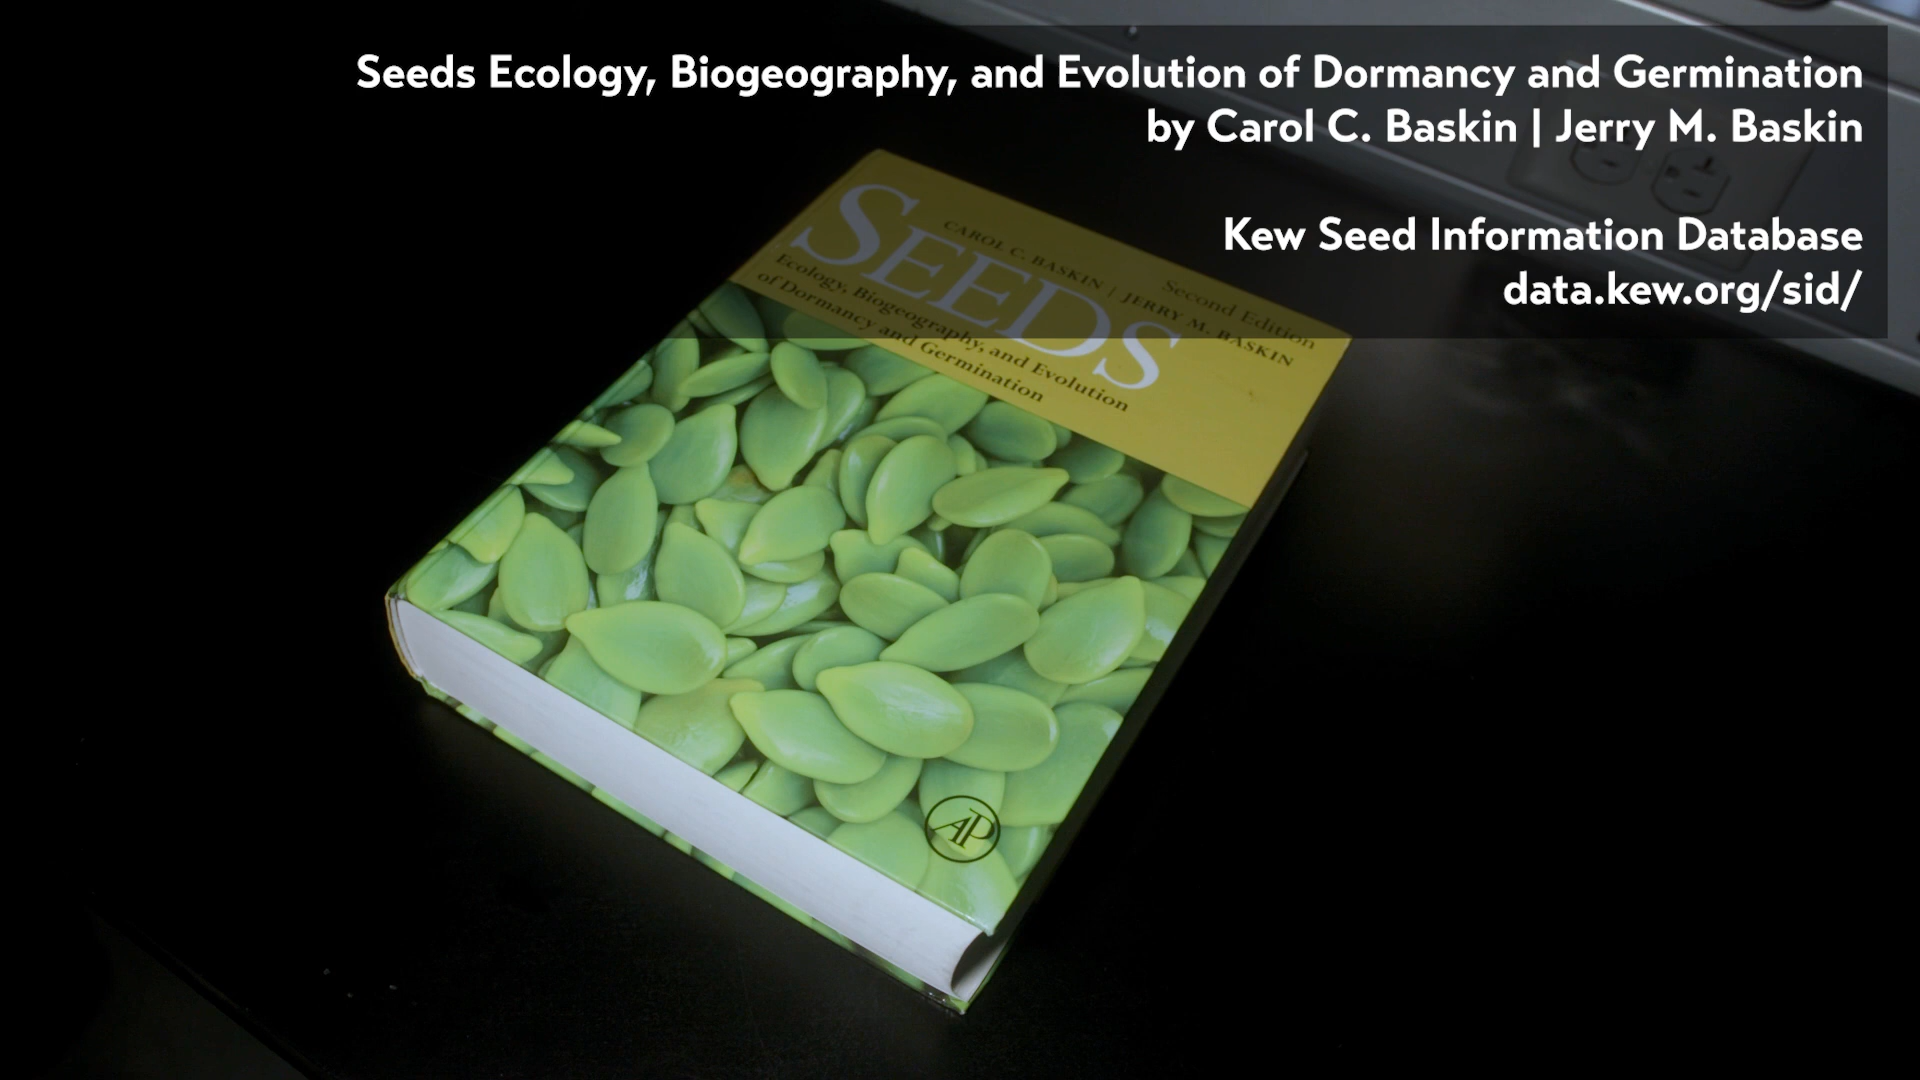 Seeds Ecology, Biogeography, and Evolution of Dormancy and Germination
by Carol C. Baskin | Jerry M. Baskin
Kew Seed Information Database
data.kew.org/sid/
Second Edition
CAROL C. BASKIN | JERRY M. BASKIN
SEEDS
Ecology, Biogeography, and Evolution
of Dormancy and Germination
AP